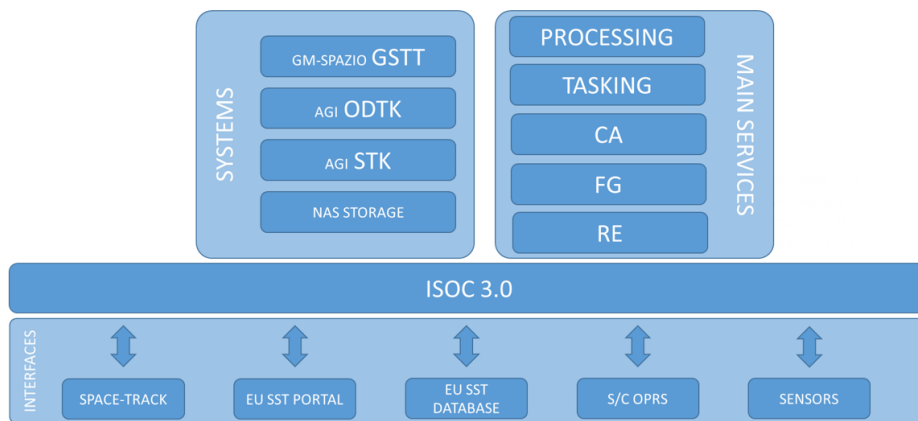 SYSTEMS
GM-SPAZIO GSTT
AGI ODTK
AGI STK
NAS STORAGE
PROCESSING
TASKING
CA
FG
RE
MAIN SERVICES
ISOC 3.0
INTERFACES
SPACE-TRACK
EU SST PORTAL
EU SST
DATABASE
S/C OPRS
SENSORS